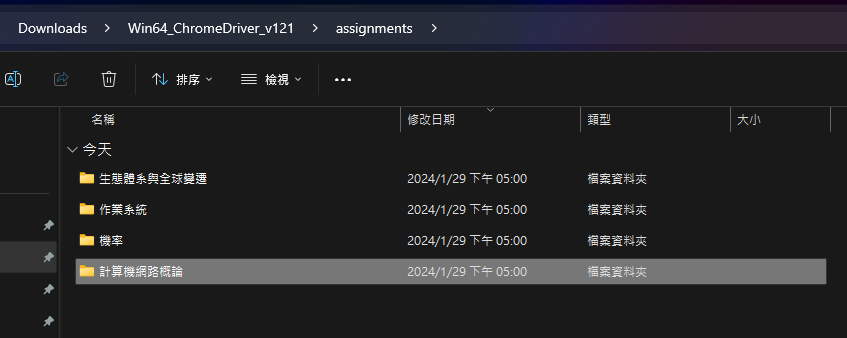 Downloads > Win64_ChromeDriver_v121 > assignments >
排序 檢視 •••
名稱 修改日期 類型 大小
今天
生態體系與全球變遷 2024/1/29 下午 05:00 檔案資料夾
作業系統 2024/1/29 下午 05:00 檔案資料夾
機率 2024/1/29 下午 05:00 檔案資料夾
計算機網路概論 2024/1/29 下午 05:00 檔案資料夾